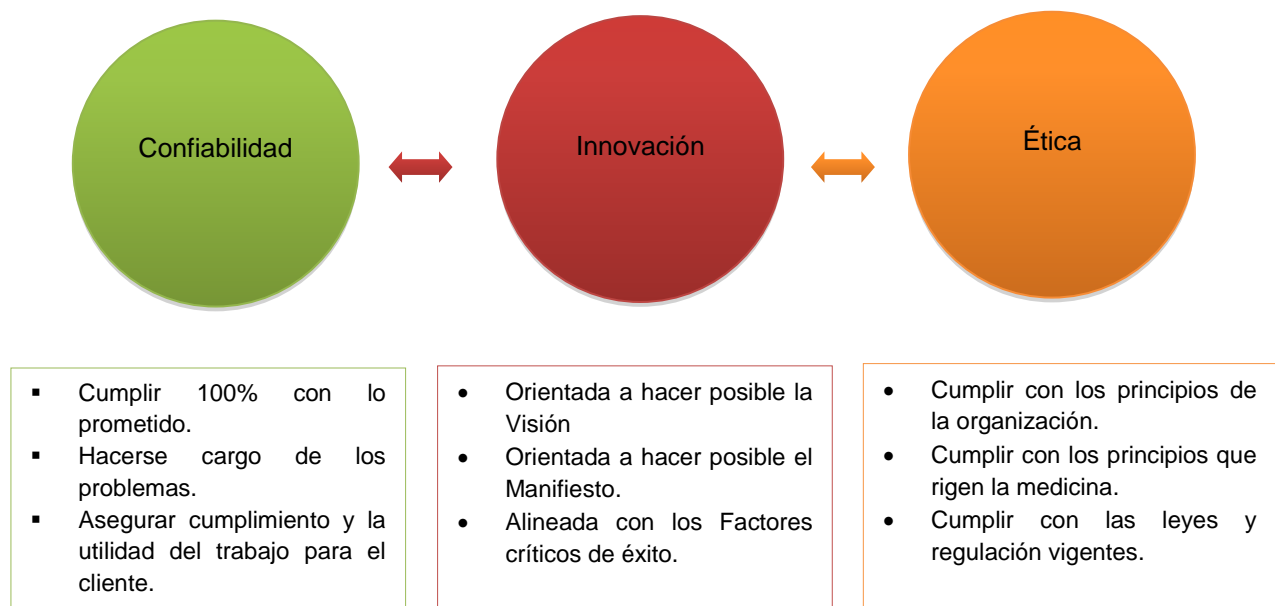 Confiabilidad
Innovación
Ética
▪ Cumplir 100% con lo
prometido.
▪ Hacerse cargo de los
problemas.
▪ Asegurar cumplimiento y la
utilidad del trabajo para el
cliente.
• Orientada a hacer posible la
Visión
• Orientada a hacer posible el
Manifiesto.
• Alineada con los Factores
críticos de éxito.
• Cumplir con los principios de
la organización.
• Cumplir con los principios que
rigen la medicina.
• Cumplir con las leyes y
regulación vigentes.